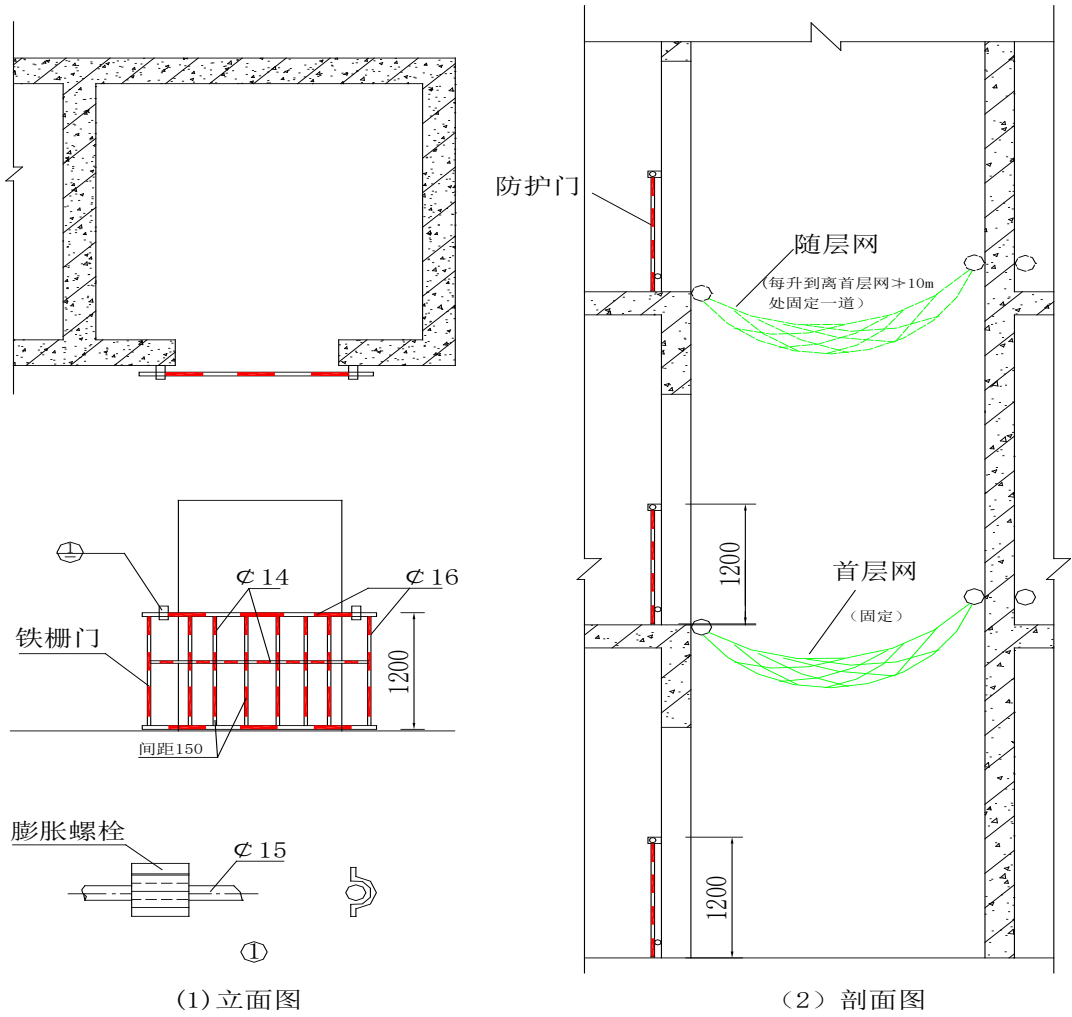 防护门
随层网
(每升到离首层网≯10m
处固定一道）
1200
首层网
（固定）
1200
①
₵14
₵16
铁栅门
1200
间距150
膨胀螺栓
₵15
①
(1)立面图
（2）剖面图